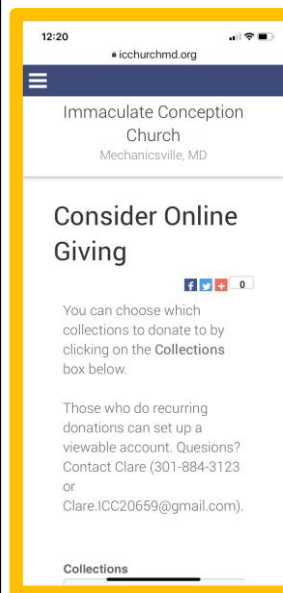 12:20
icchurchmd.org
Immaculate Conception
Church
Mechanicsville, MD
Consider Online
Giving
f 0
You can choose which
collections to donate to by
clicking on the Collections
box below.
Those who do recurring
donations can set up a
viewable account. Quesions?
Contact Clare (301-884-3123
or
Clare.ICC20659@gmail.com).
Collections